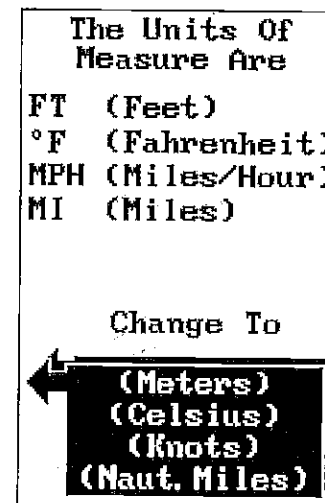 The Units Of
Measure Are
FT (Feet)
°F (Fahrenheit)
MPH (Miles/Hour)
MI (Miles)
Change To
(Meters)
(Celsius)
(Knots)
(Naut. Miles)